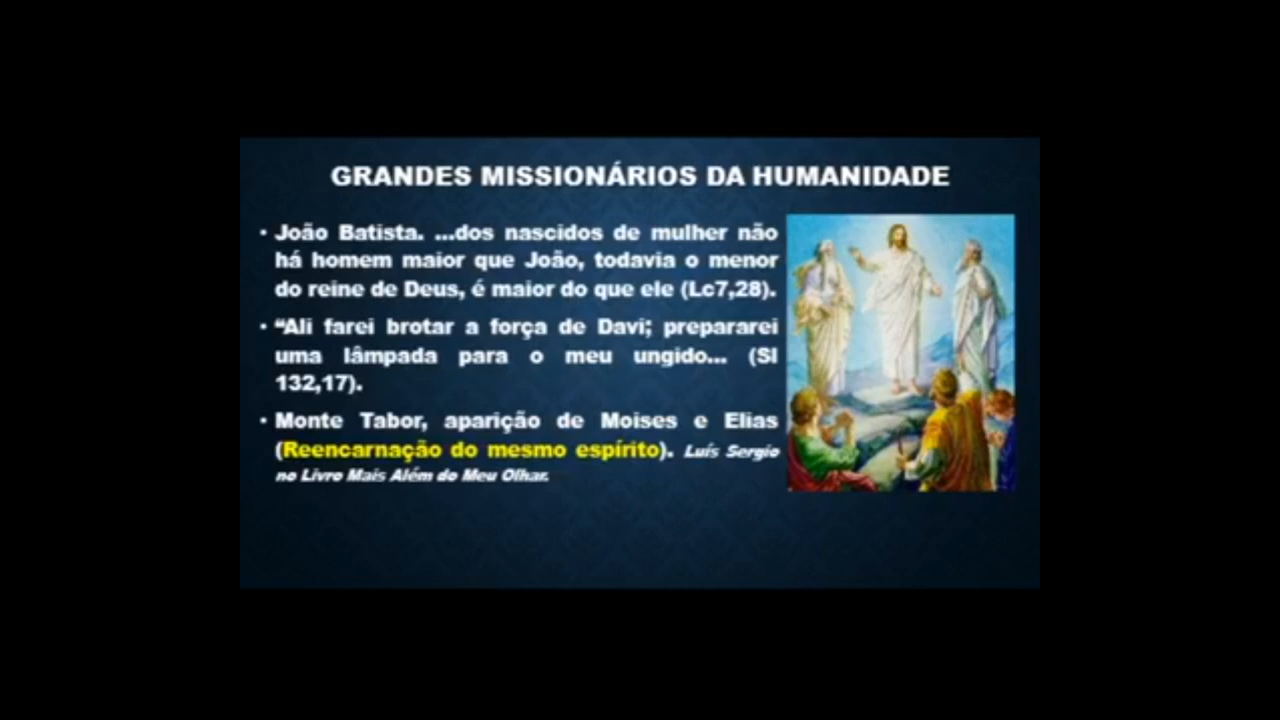 GRANDES MISSIONÁRIOS DA HUMANIDADE
• João Batista. ...dos nascidos de mulher não
há homem maior que João, todavia o menor
do reine de Deus, é maior do que ele (Lc7,28).
• “Ali farei brotar a força de Davi; prepararei
uma lâmpada para o meu ungido... (Sl
132,17).
• Monte Tabor, aparição de Moises e Elias
(Reencarnação do mesmo espírito). Luís Sergio
no Livro Mais Além do Meu Olhar.